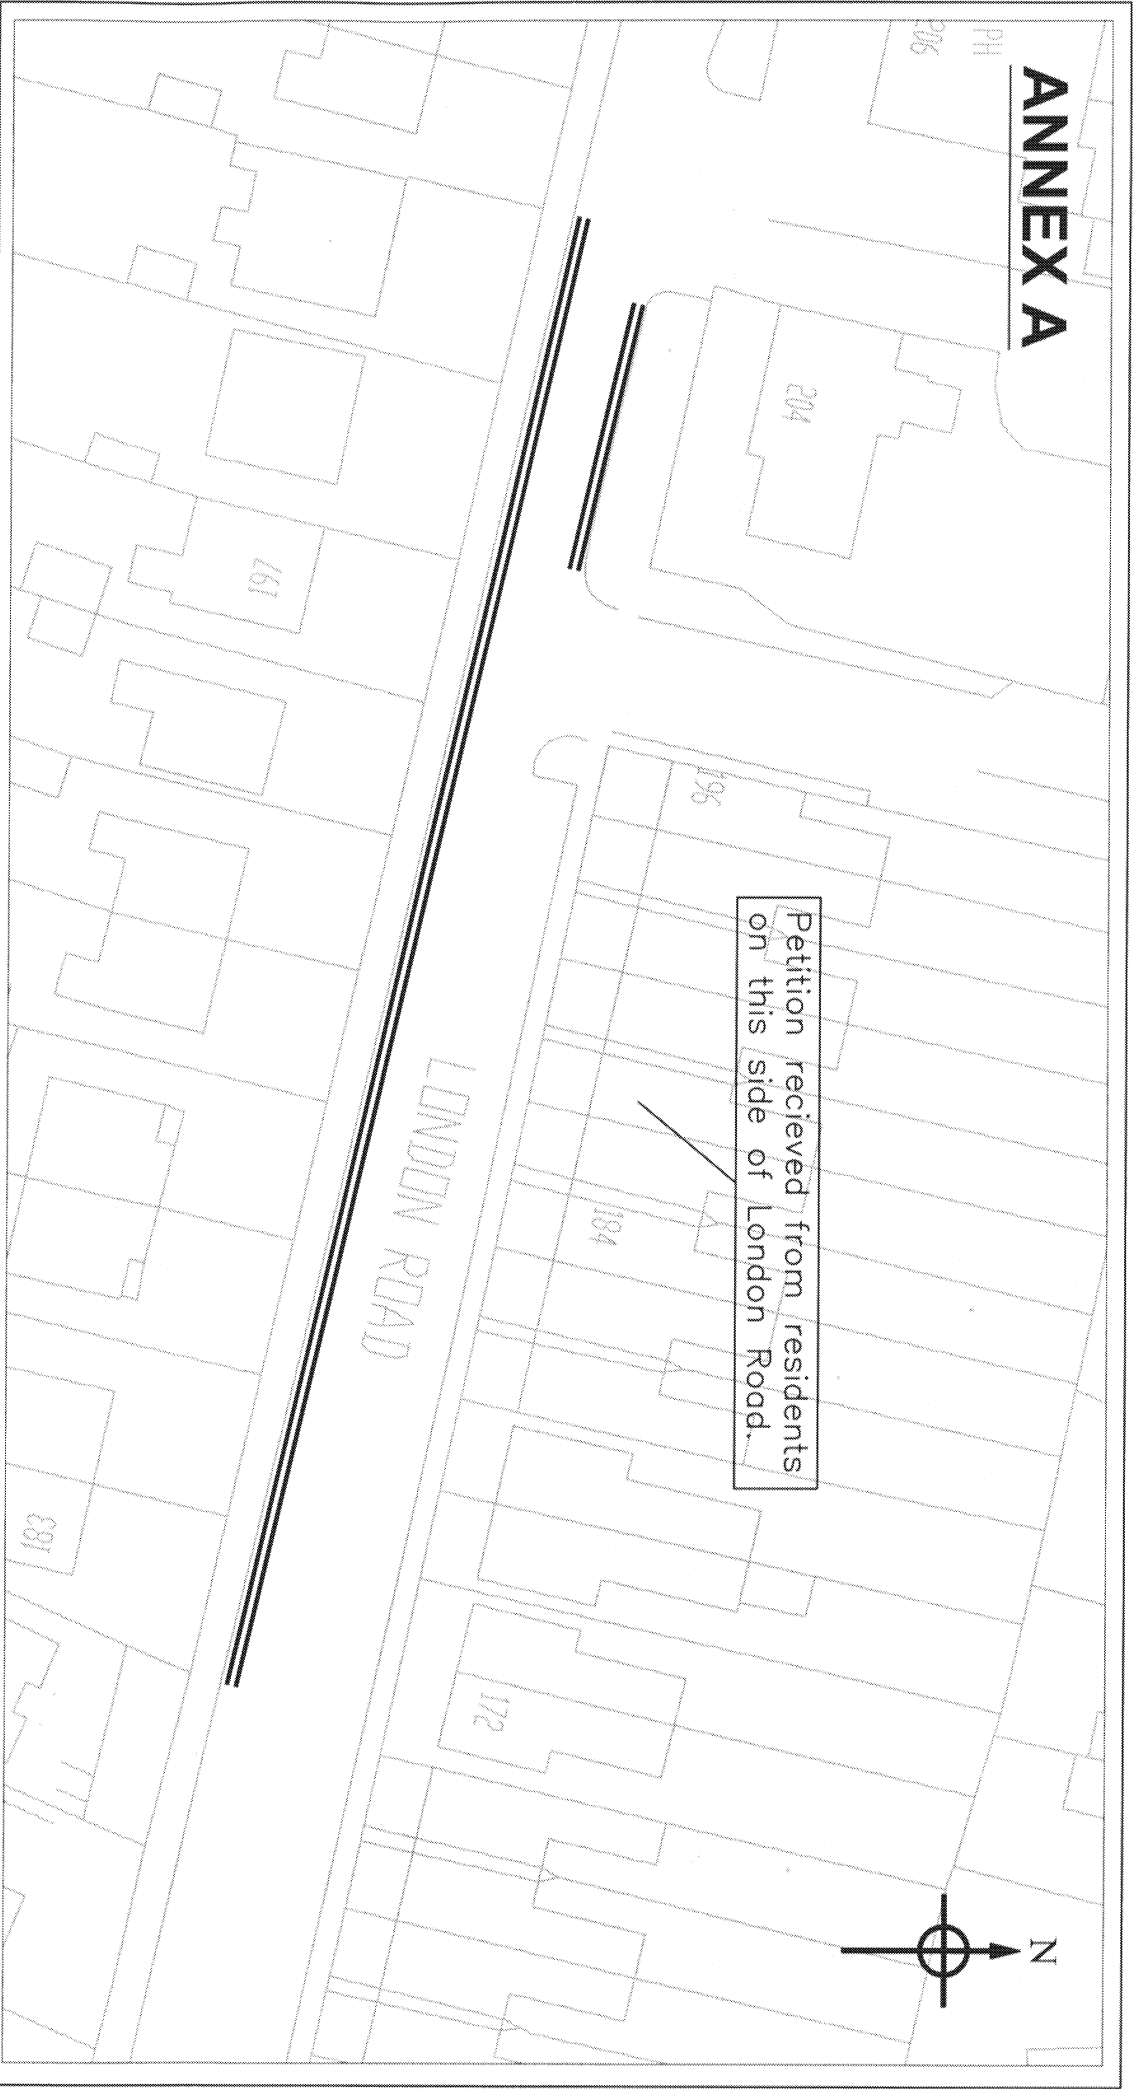 ANNEX A
PH
206
204
196
Petition recieved from residents
on this side of London Road.
184
172
LONDON ROAD
197
183
N